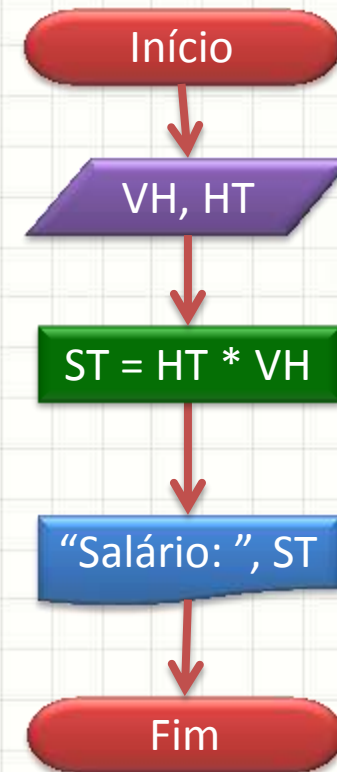 Início
VH, HT
ST = HT * VH
“Salário: ”, ST
Fim